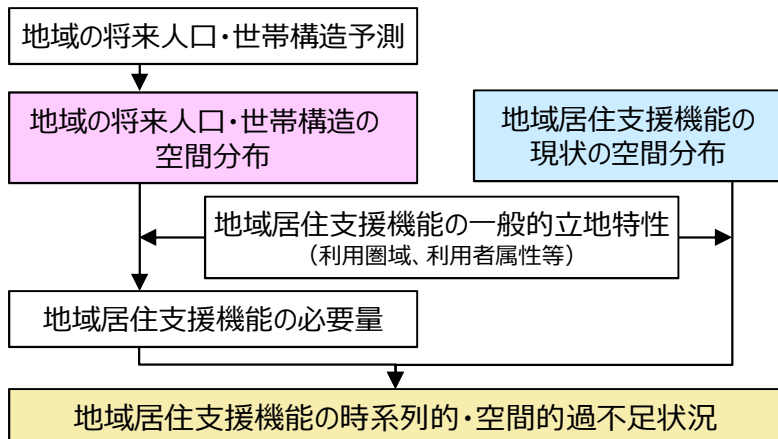 地域の将来人口・世帯構造予測
地域の将来人口・世帯構造の
空間分布
地域居住支援機能の
現状の空間分布
地域居住支援機能の一般的立地特性
（利用圏域、利用者属性等）
地域居住支援機能の必要量
地域居住支援機能の時系列的・空間的過不足状況